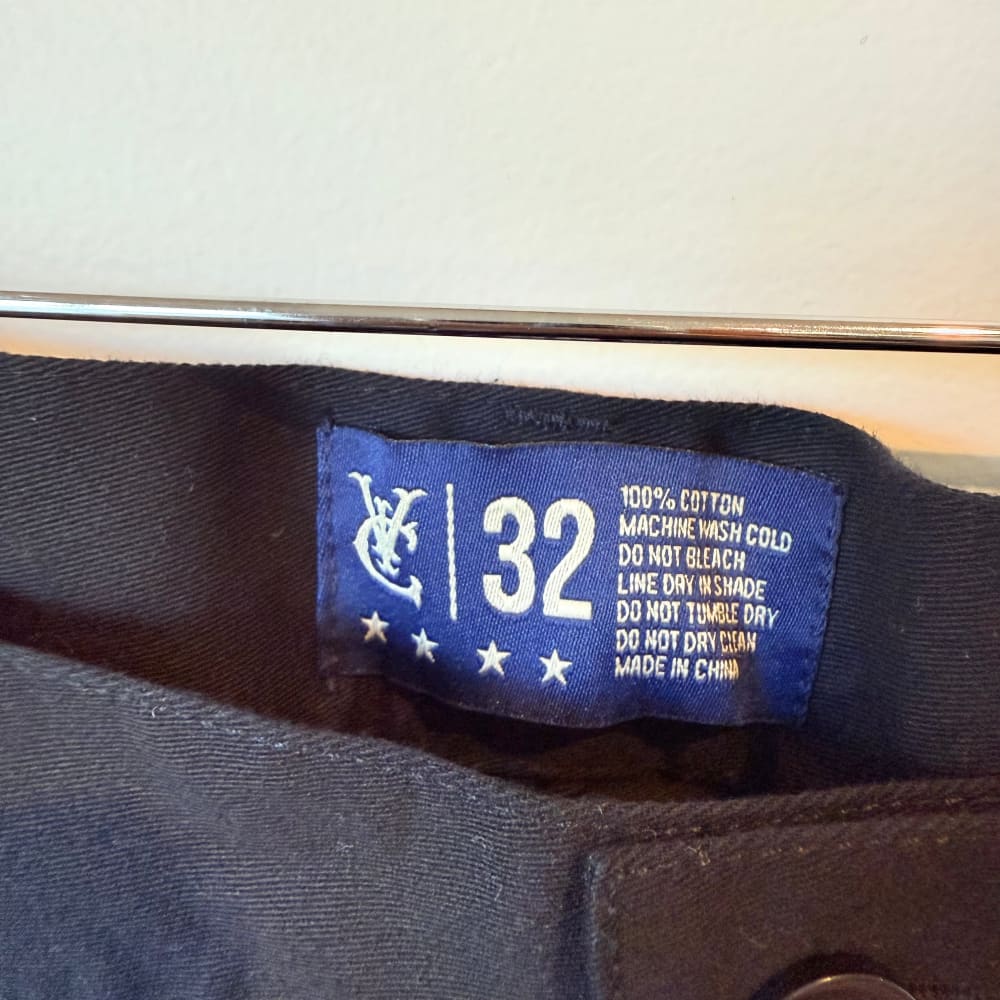 32
100% COTTON
MACHINE WASH COLD
DO NOT BLEACH
LINE DRY IN SHADE
DO NOT TUMBLE DRY
DO NOT DRY CLEAN
MADE IN CHINA